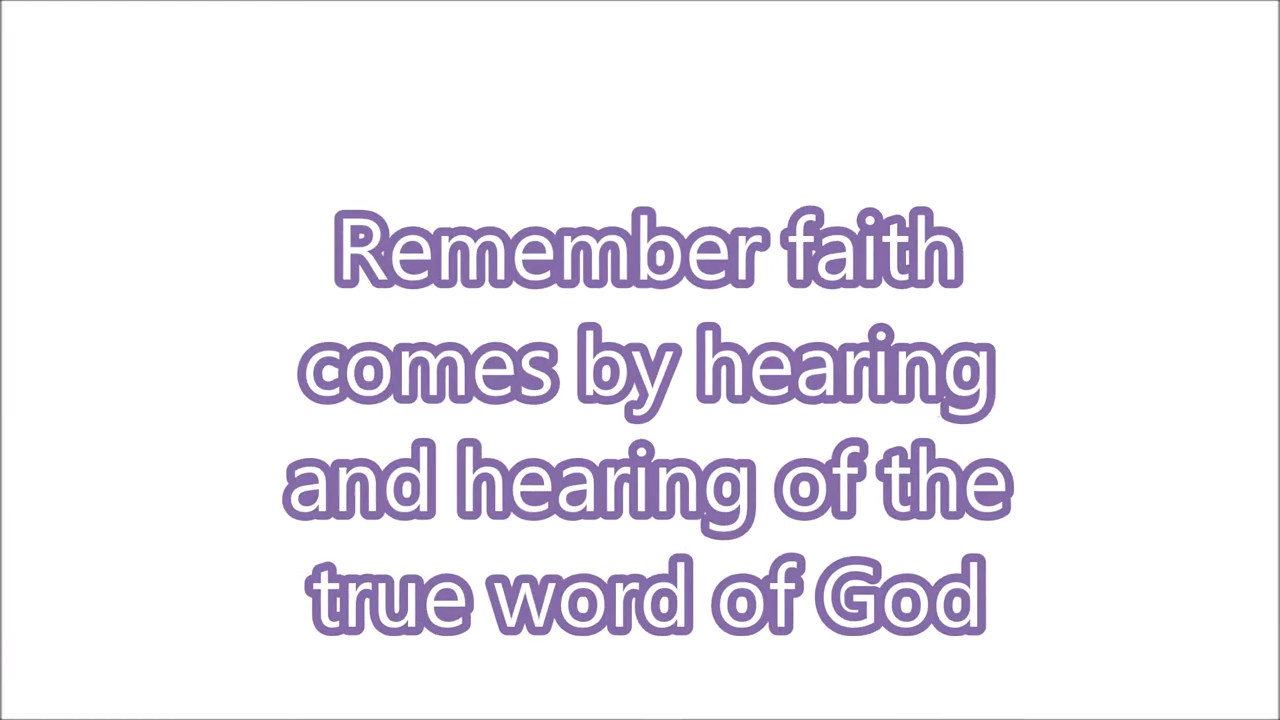 Remember faith
comes by hearing
and hearing of the
true word of God